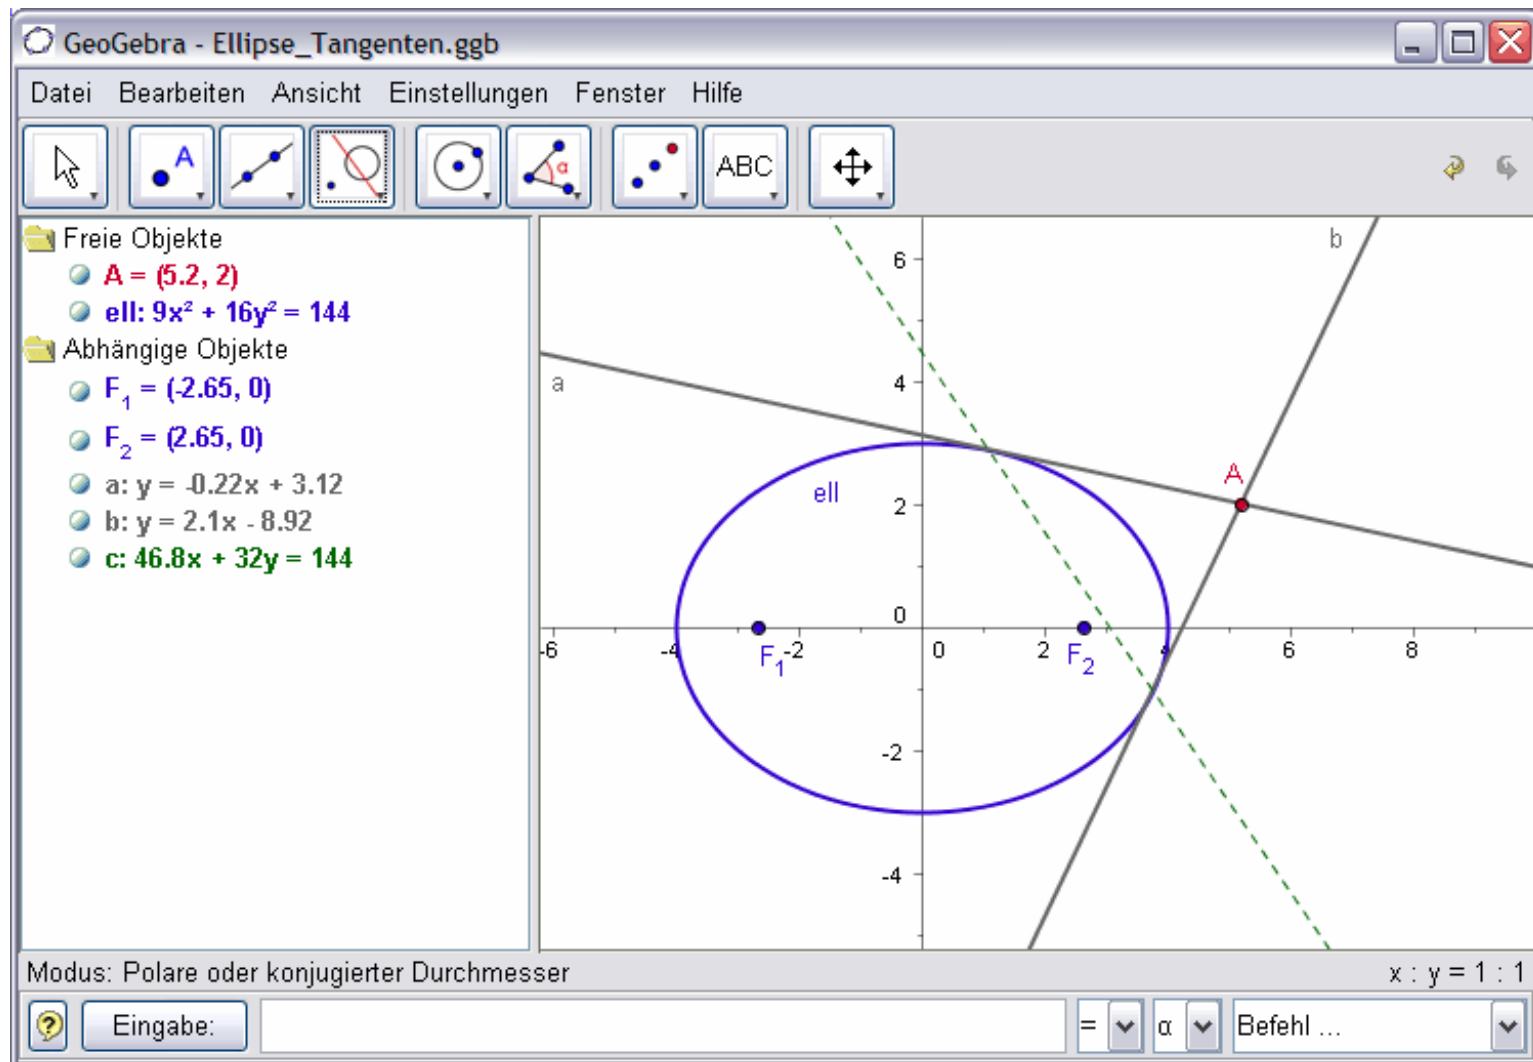 GeoGebra - Ellipse_Tangenten.ggb
Datei Bearbeiten Ansicht Einstellungen Fenster Hilfe
A α ABC
Freie Objekte
A = (5.2, 2)
ell: 9x² + 16y² = 144
Abhängige Objekte
F₁ = (-2.65, 0)
F₂ = (2.65, 0)
a: y = -0.22x + 3.12
b: y = 2.1x - 8.92
c: 46.8x + 32y = 144
b
6
a
4
A
ell
2
0
-6 -4 F₁ -2 0 2 F₂ 4 6 8
-2
-4
Modus: Polare oder konjugierter Durchmesser x : y = 1 : 1
? Eingabe: = α Befehl ...